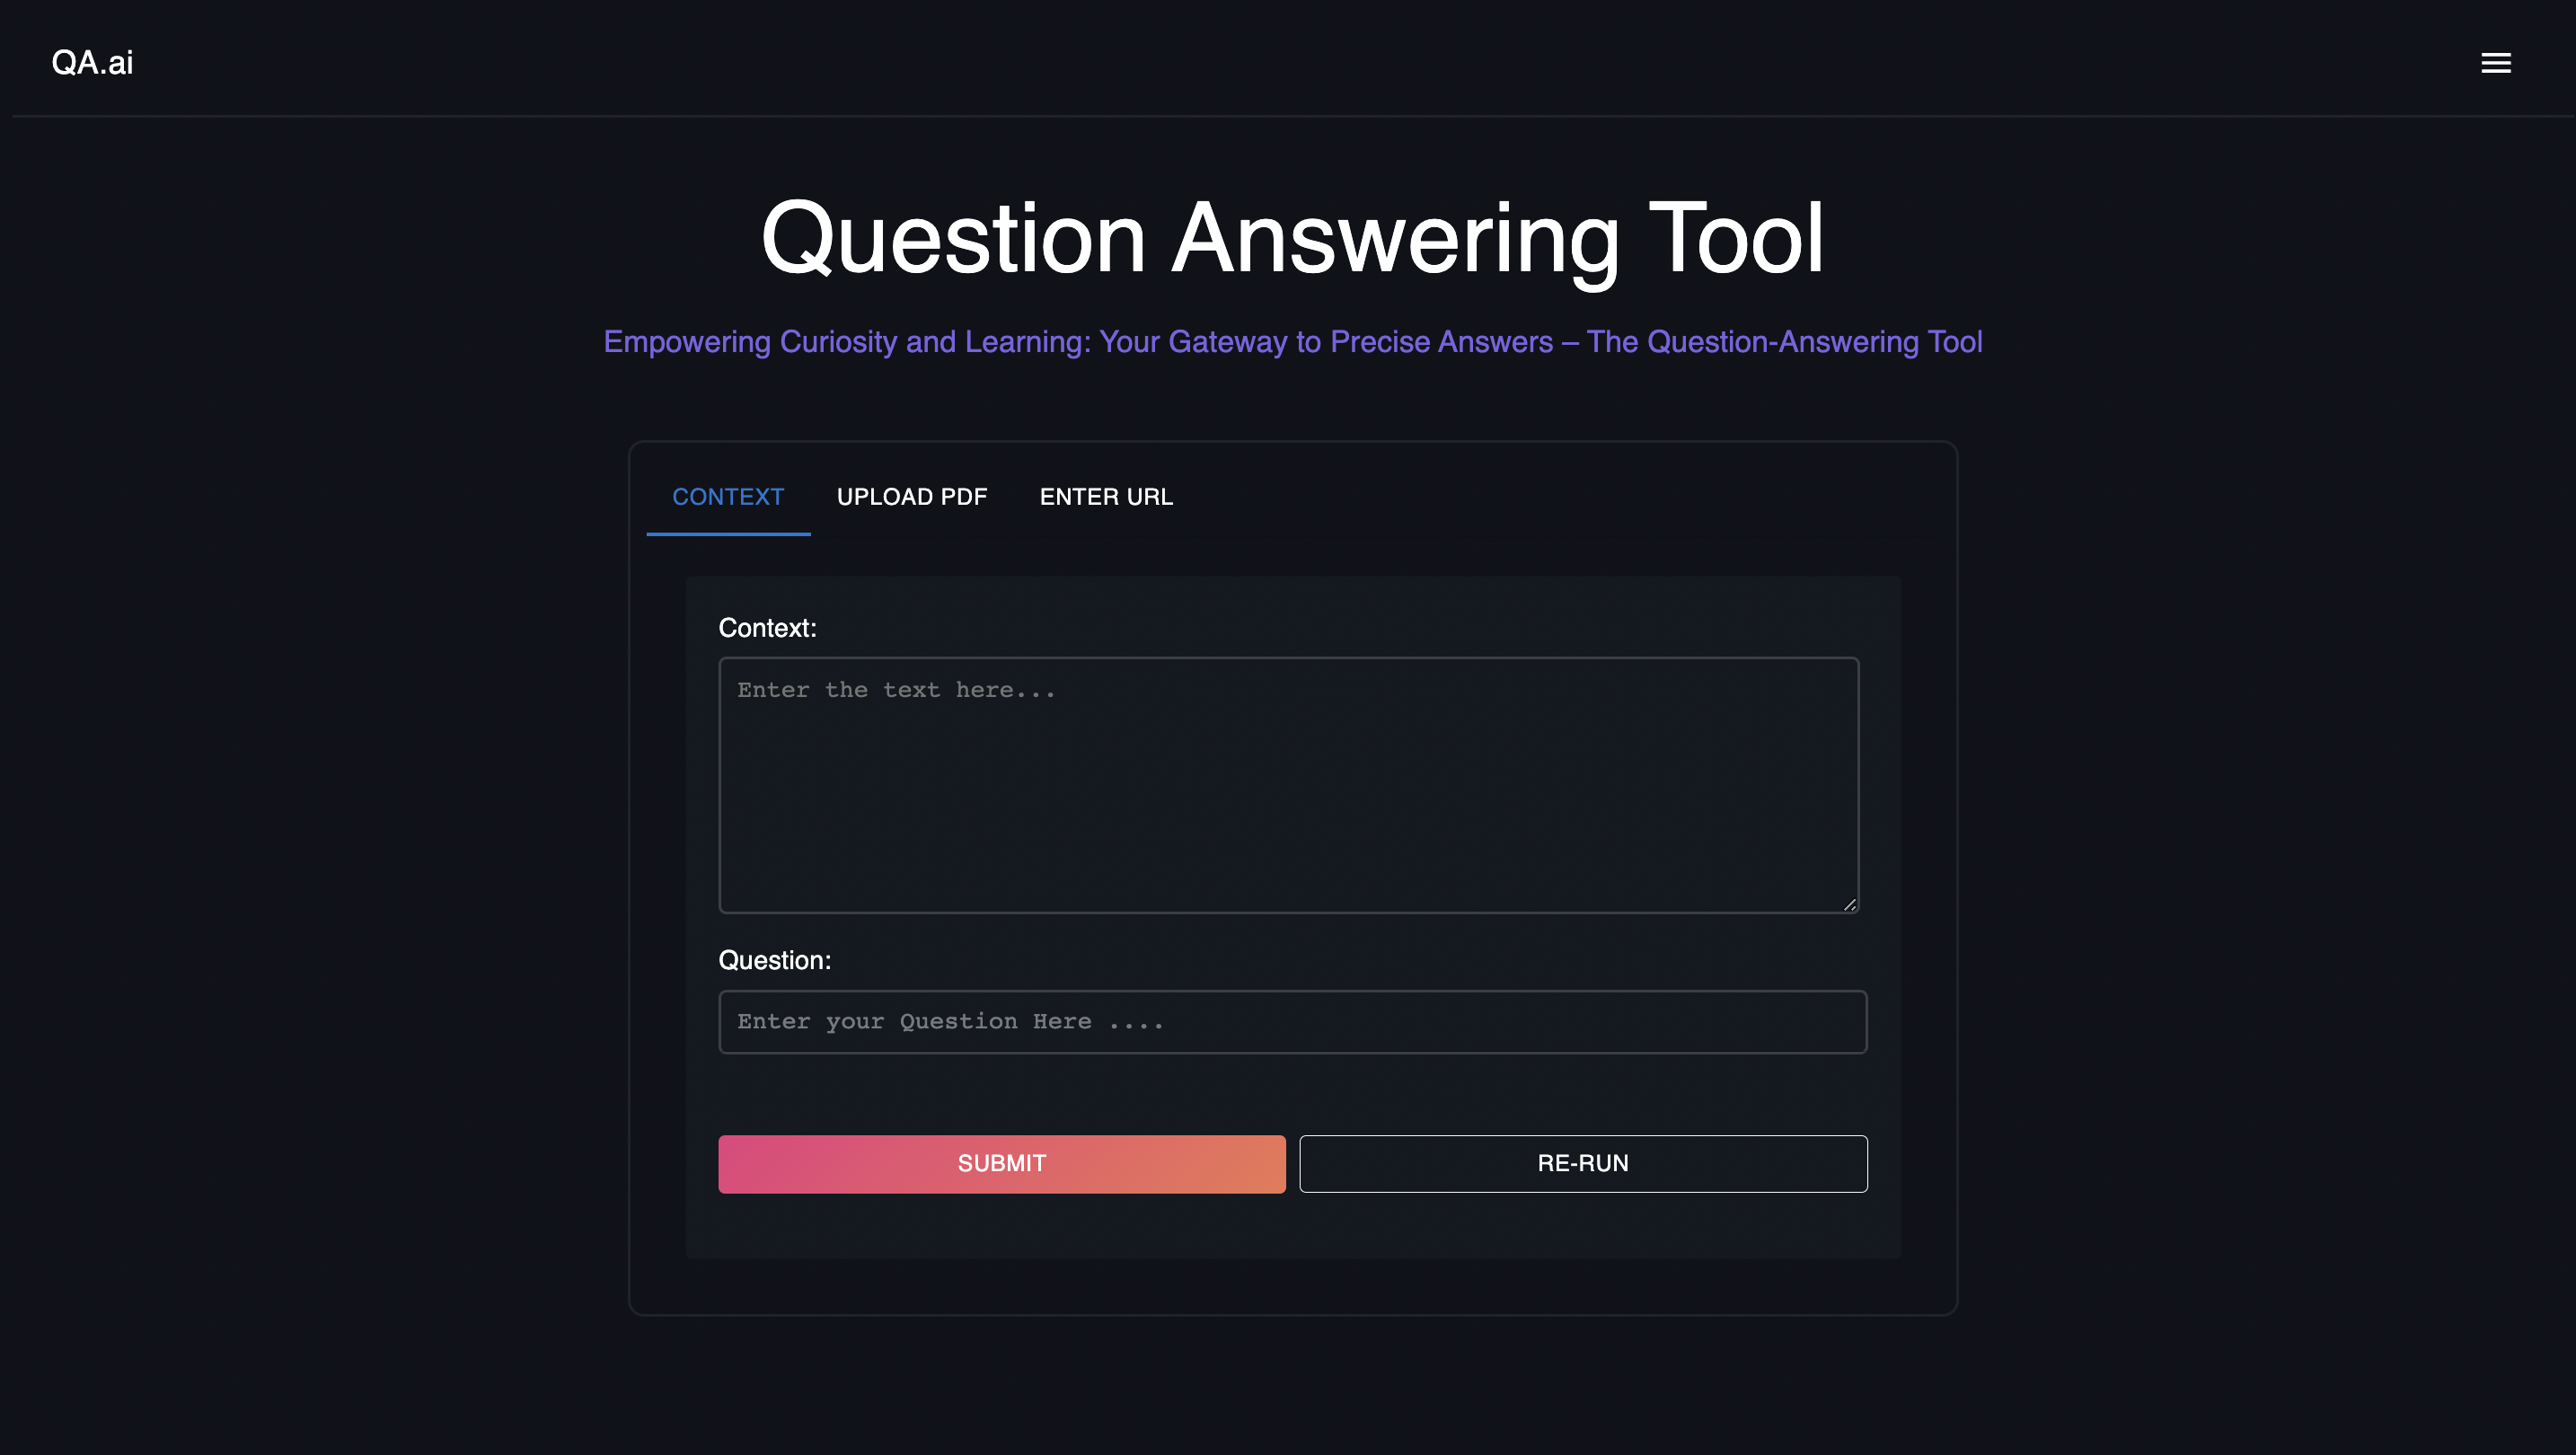 QA.ai
Question Answering Tool
Empowering Curiosity and Learning: Your Gateway to Precise Answers – The Question-Answering Tool
CONTEXT UPLOAD PDF ENTER URL
Context:
Enter the text here...
Question:
Enter your Question Here ....
SUBMIT RE-RUN